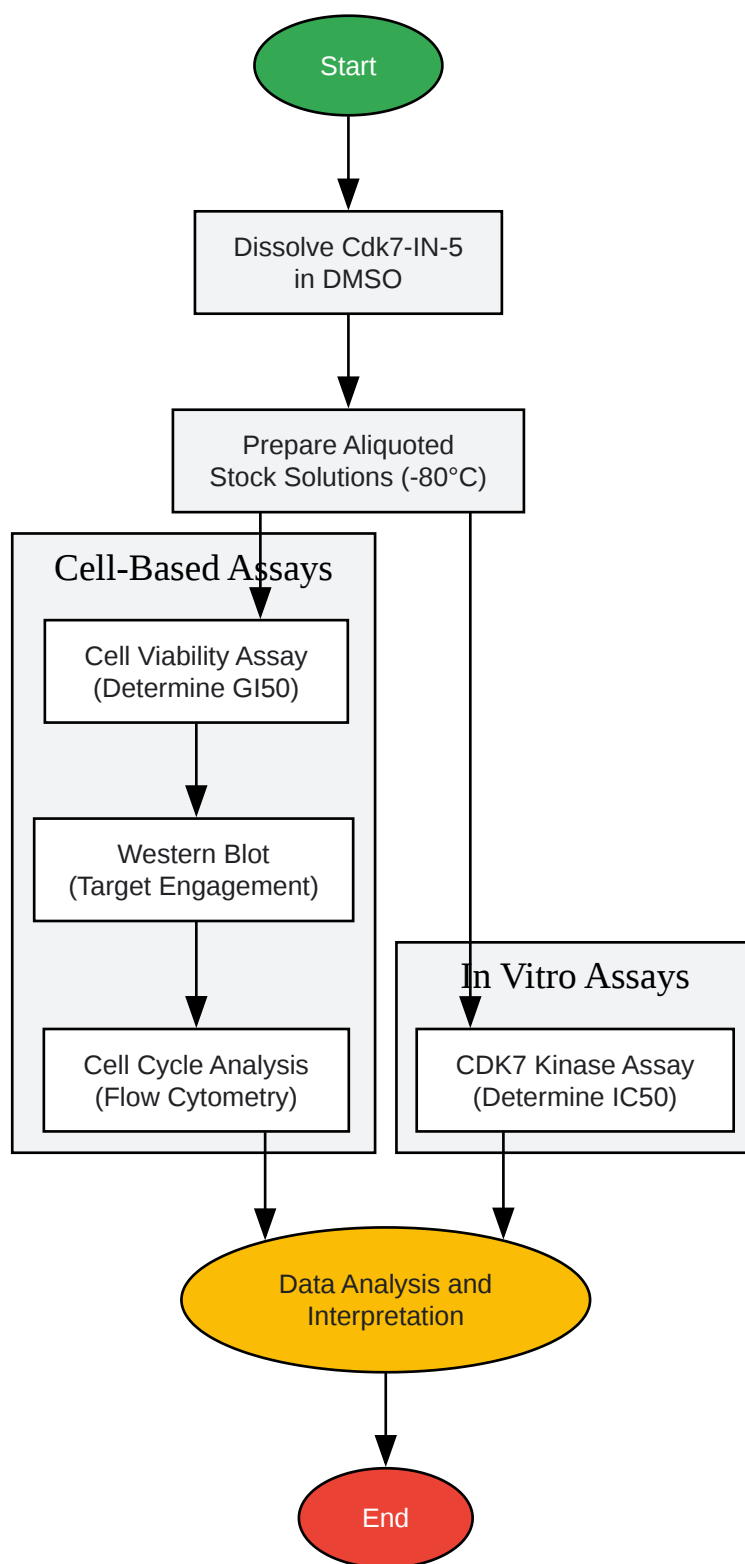 Start
Dissolve Cdk7-IN-5
in DMSO
Prepare Aliquoted
Stock Solutions (-80°C)
Cell-Based Assays
Cell Viability Assay
(Determine GI50)
Western Blot
(Target Engagement)
Cell Cycle Analysis
(Flow Cytometry)
In Vitro Assays
CDK7 Kinase Assay
(Determine IC50)
Data Analysis and
Interpretation
End